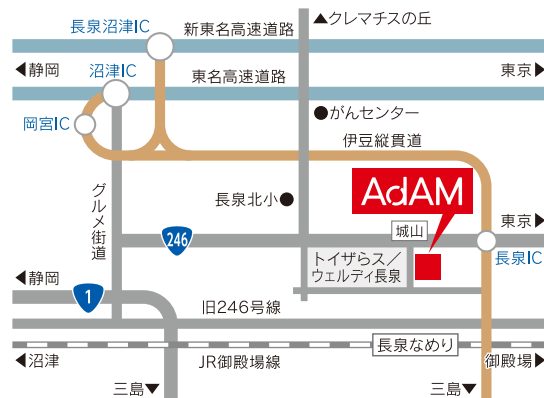 ▲クレマチスの丘
長泉沼津IC
新東名高速道路
◀静岡
沼津IC
東名高速道路
東京▶
岡宮IC
●がんセンター
伊豆縦貫道
グルメ街道
長泉北小●
AdAM
246
城山
東京▶
長泉IC
トイザらス／
ウェルディ長泉
◀静岡
1
旧246号線
長泉なめり
◀沼津
JR御殿場線
御殿場▶
三島▼
三島▼